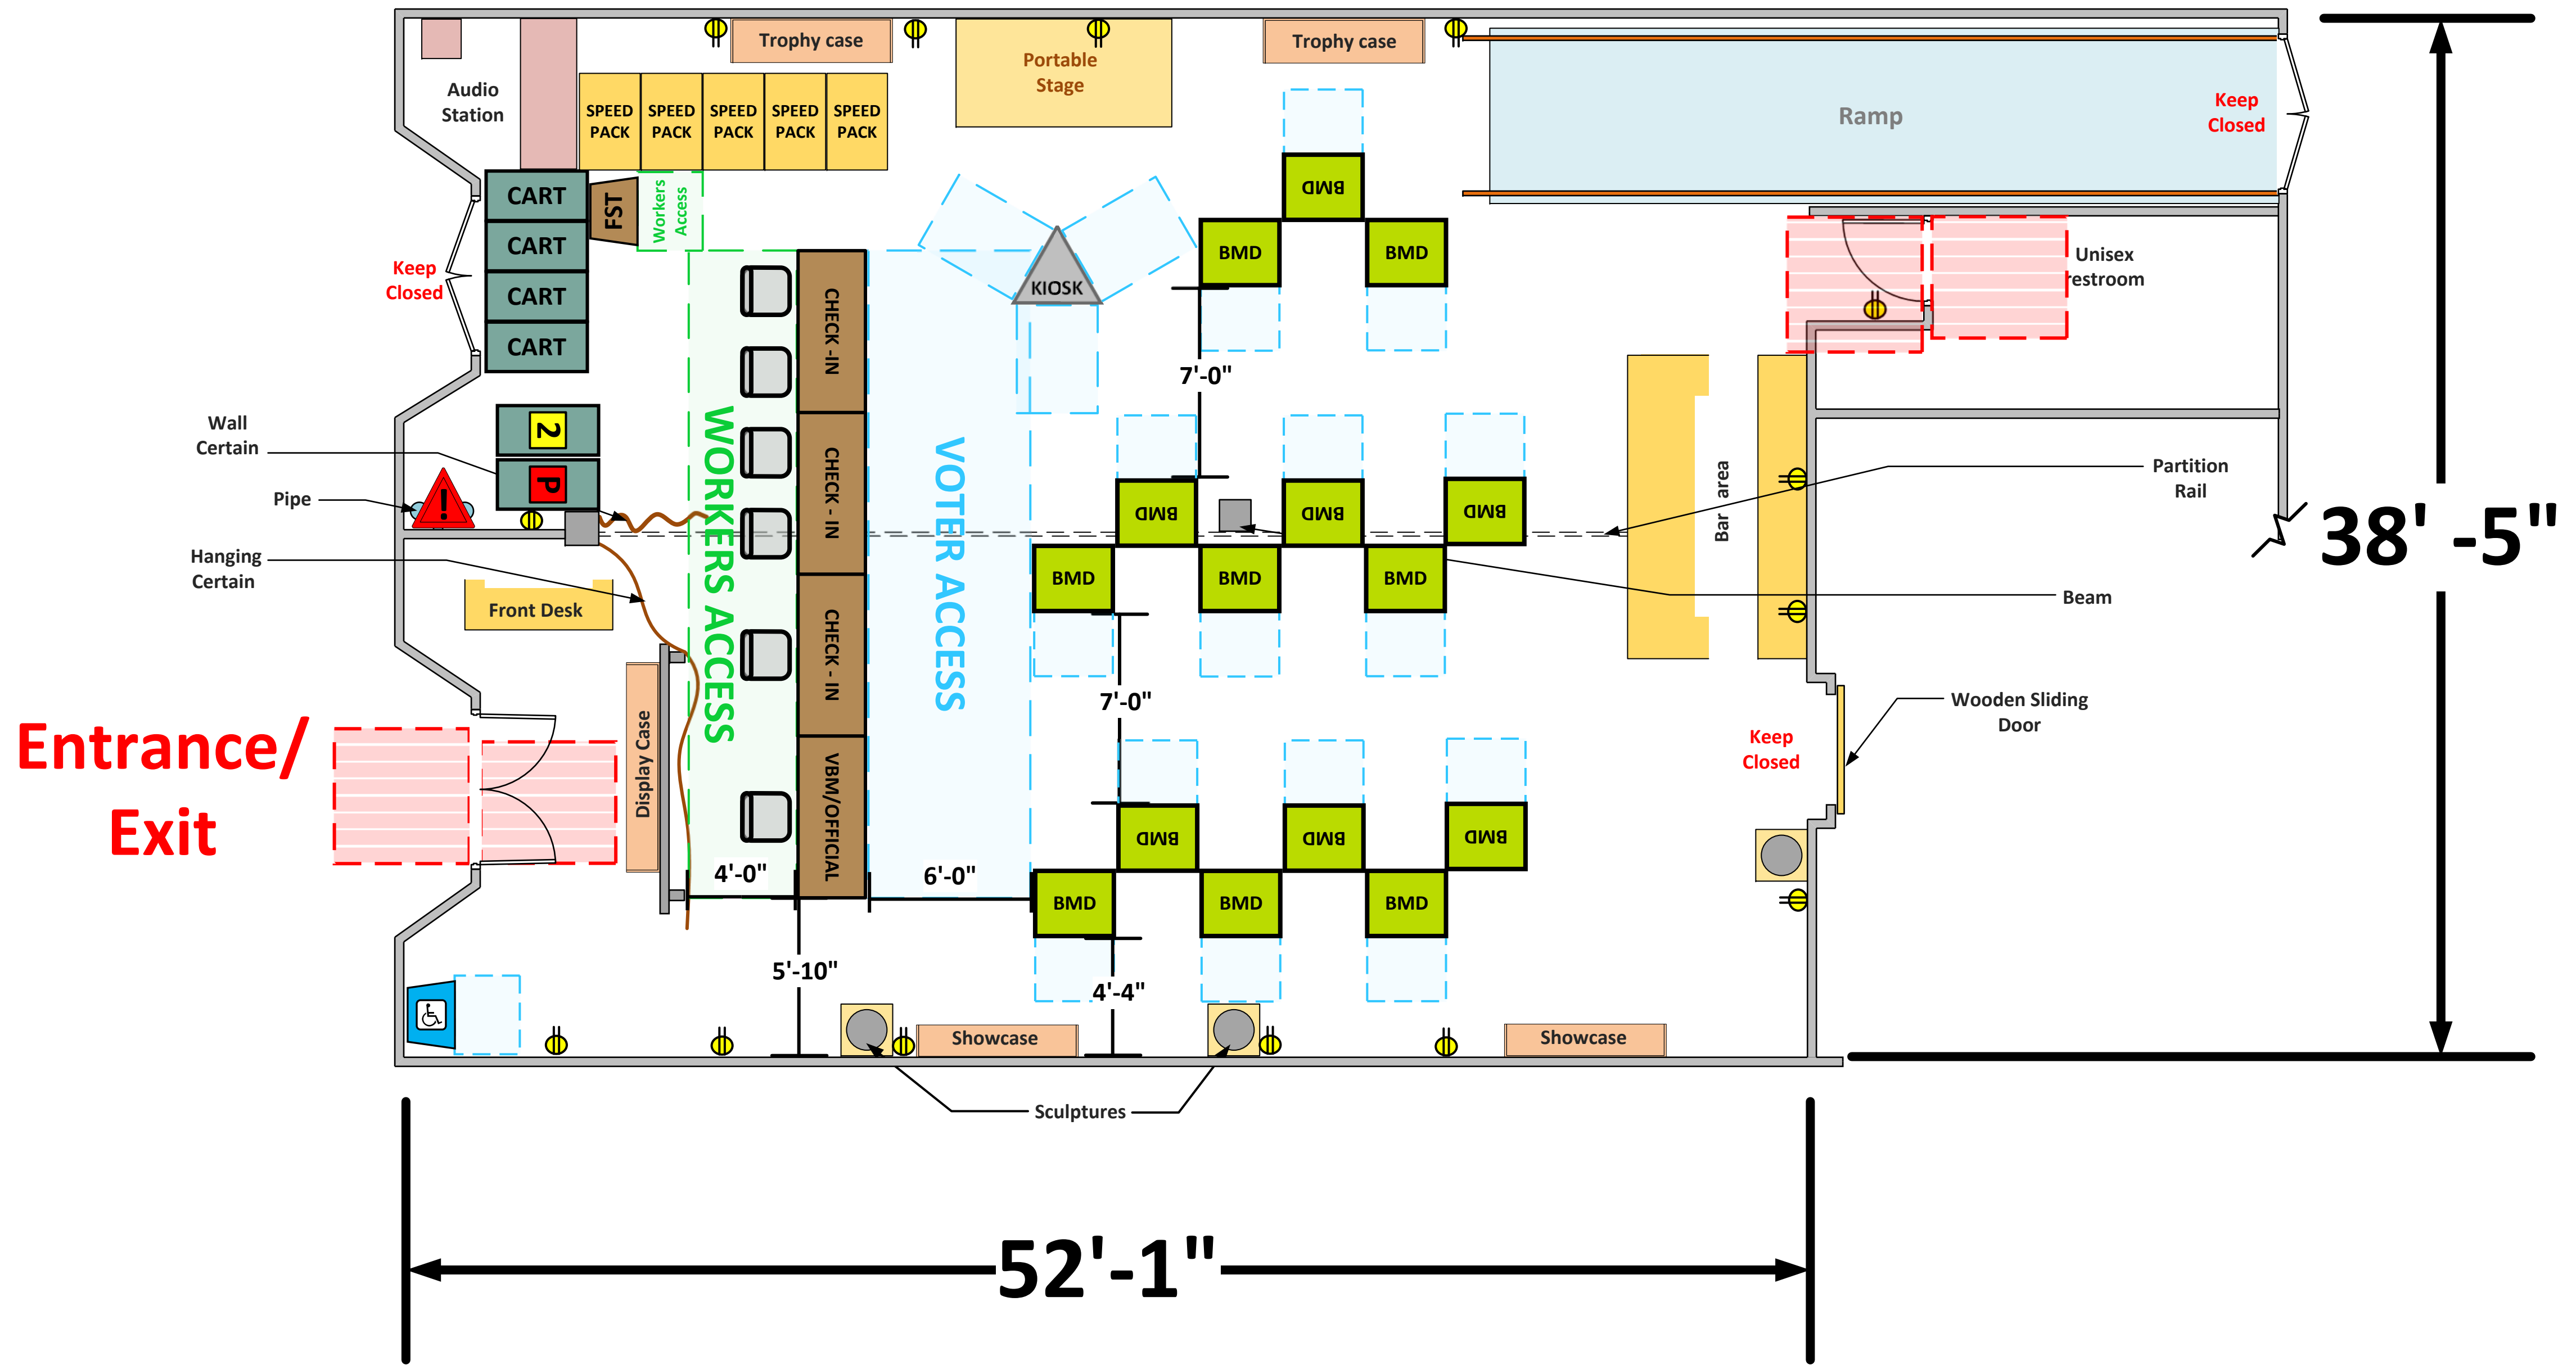 Trophy case
Trophy case
Portable
Stage
Audio
Station
SPEED
PACK
SPEED
PACK
SPEED
PACK
SPEED
PACK
SPEED
PACK
Ramp
Keep
Closed
CART
CART
CART
CART
FST
Workers
Access
Keep
Closed
BMD
BMD
BMD
Unisex
restroom
KIOSK
CHECK -IN
CHECK - IN
CHECK - IN
VBM/OFFICIAL
WORKERS ACCESS
VOTER ACCESS
7'-0"
Wall
Certain
2
P
Pipe
!
Hanging
Certain
Front Desk
BMD
BMD
BMD
BMD
BMD
BMD
Bar area
Partition
Rail
Beam
38' -5"
7'-0"
Entrance/
Exit
Display Case
Keep
Closed
Wooden Sliding
Door
BMD
BMD
BMD
BMD
BMD
BMD
4'-0"
6'-0"
5'-10"
4'-4"
Showcase
Showcase
Sculptures
52'-1"